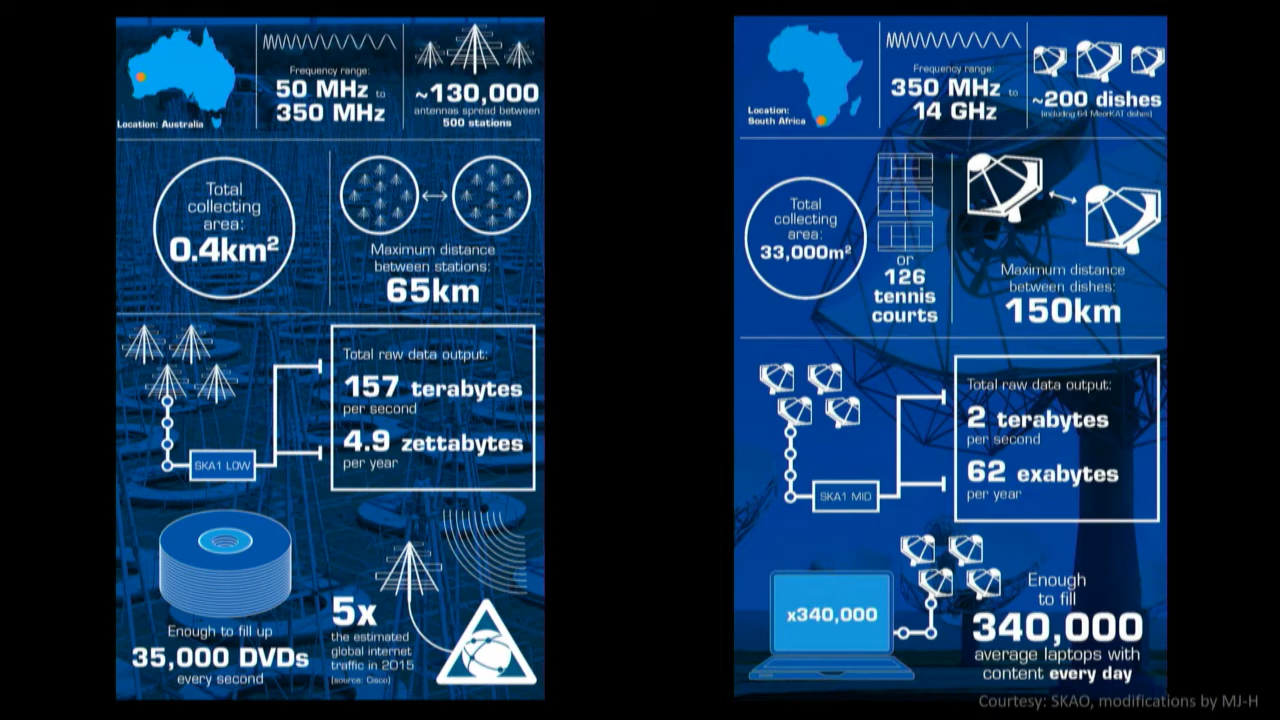 Location: Australia
Frequency range:
50 MHz to
350 MHz
~130,000
antennas spread between
500 stations
Total
collecting
area:
0.4km²
Maximum distance
between stations:
65km
SKA1 LOW
Total raw data output:
157 terabytes
per second
4.9 zettabytes
per year
Enough to fill up
35,000 DVDs
every second
5x
the estimated
global internet
traffic in 2015
(source: Cisco)
Location:
South Africa
Frequency range:
350 MHz to
14 GHz
~200 dishes
(including 64 MeerKAT dishes)
Total
collecting
area:
33,000m²
or
126
tennis
courts
Maximum distance
between dishes:
150km
SKA1 MID
Total raw data output:
2 terabytes
per second
62 exabytes
per year
x340,000
Enough
to fill
340,000
average laptops with
content every day
Courtesy: SKAO, modifications by MJ-H